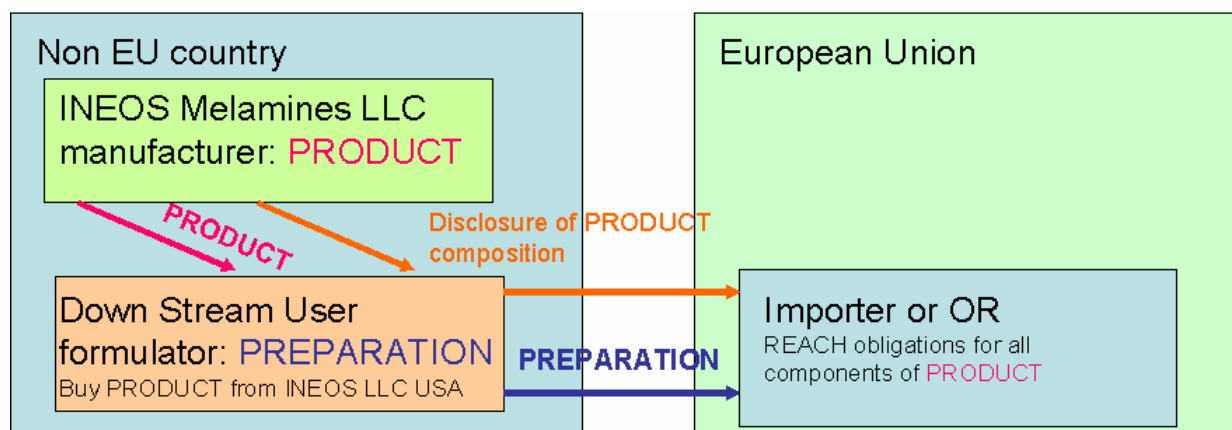 Non EU country
INEOS Melamines LLC
manufacturer: PRODUCT
PRODUCT
Disclosure of PRODUCT
composition
Down Stream User
formulator: PREPARATION
Buy PRODUCT from INEOS LLC USA
PREPARATION
European Union
Importer or OR
REACH obligations for all
components of PRODUCT